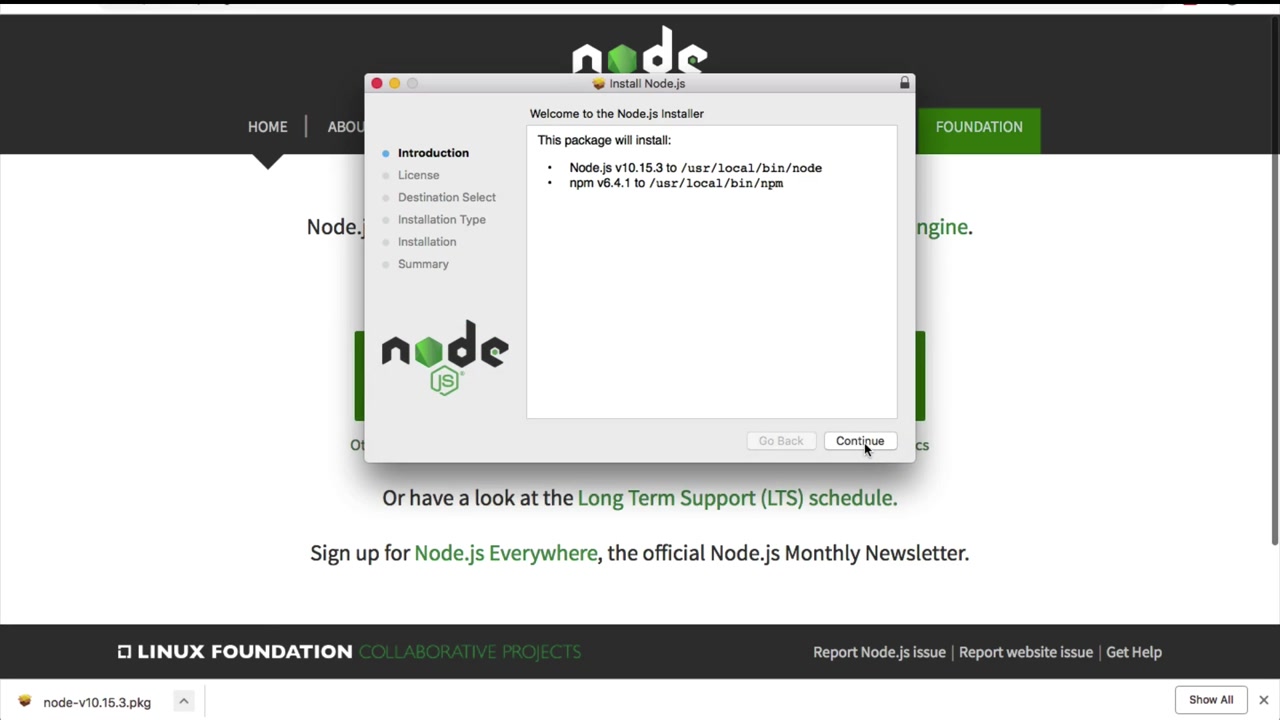 node
Install Node.js
Welcome to the Node.js Installer
HOME
ABOU
FOUNDATION
This package will install:
• Node.js v10.15.3 to /usr/local/bin/node
• npm v6.4.1 to /usr/local/bin/npm
Introduction
License
Destination Select
Installation Type
Installation
Summary
Node.j
ngine.
node
JS
Ot
cs
Go Back
Continue
Or have a look at the Long Term Support (LTS) schedule.
Sign up for Node.js Everywhere, the official Node.js Monthly Newsletter.
LINUX FOUNDATION COLLABORATIVE PROJECTS
Report Node.js issue | Report website issue | Get Help
node-v10.15.3.pkg
Show All